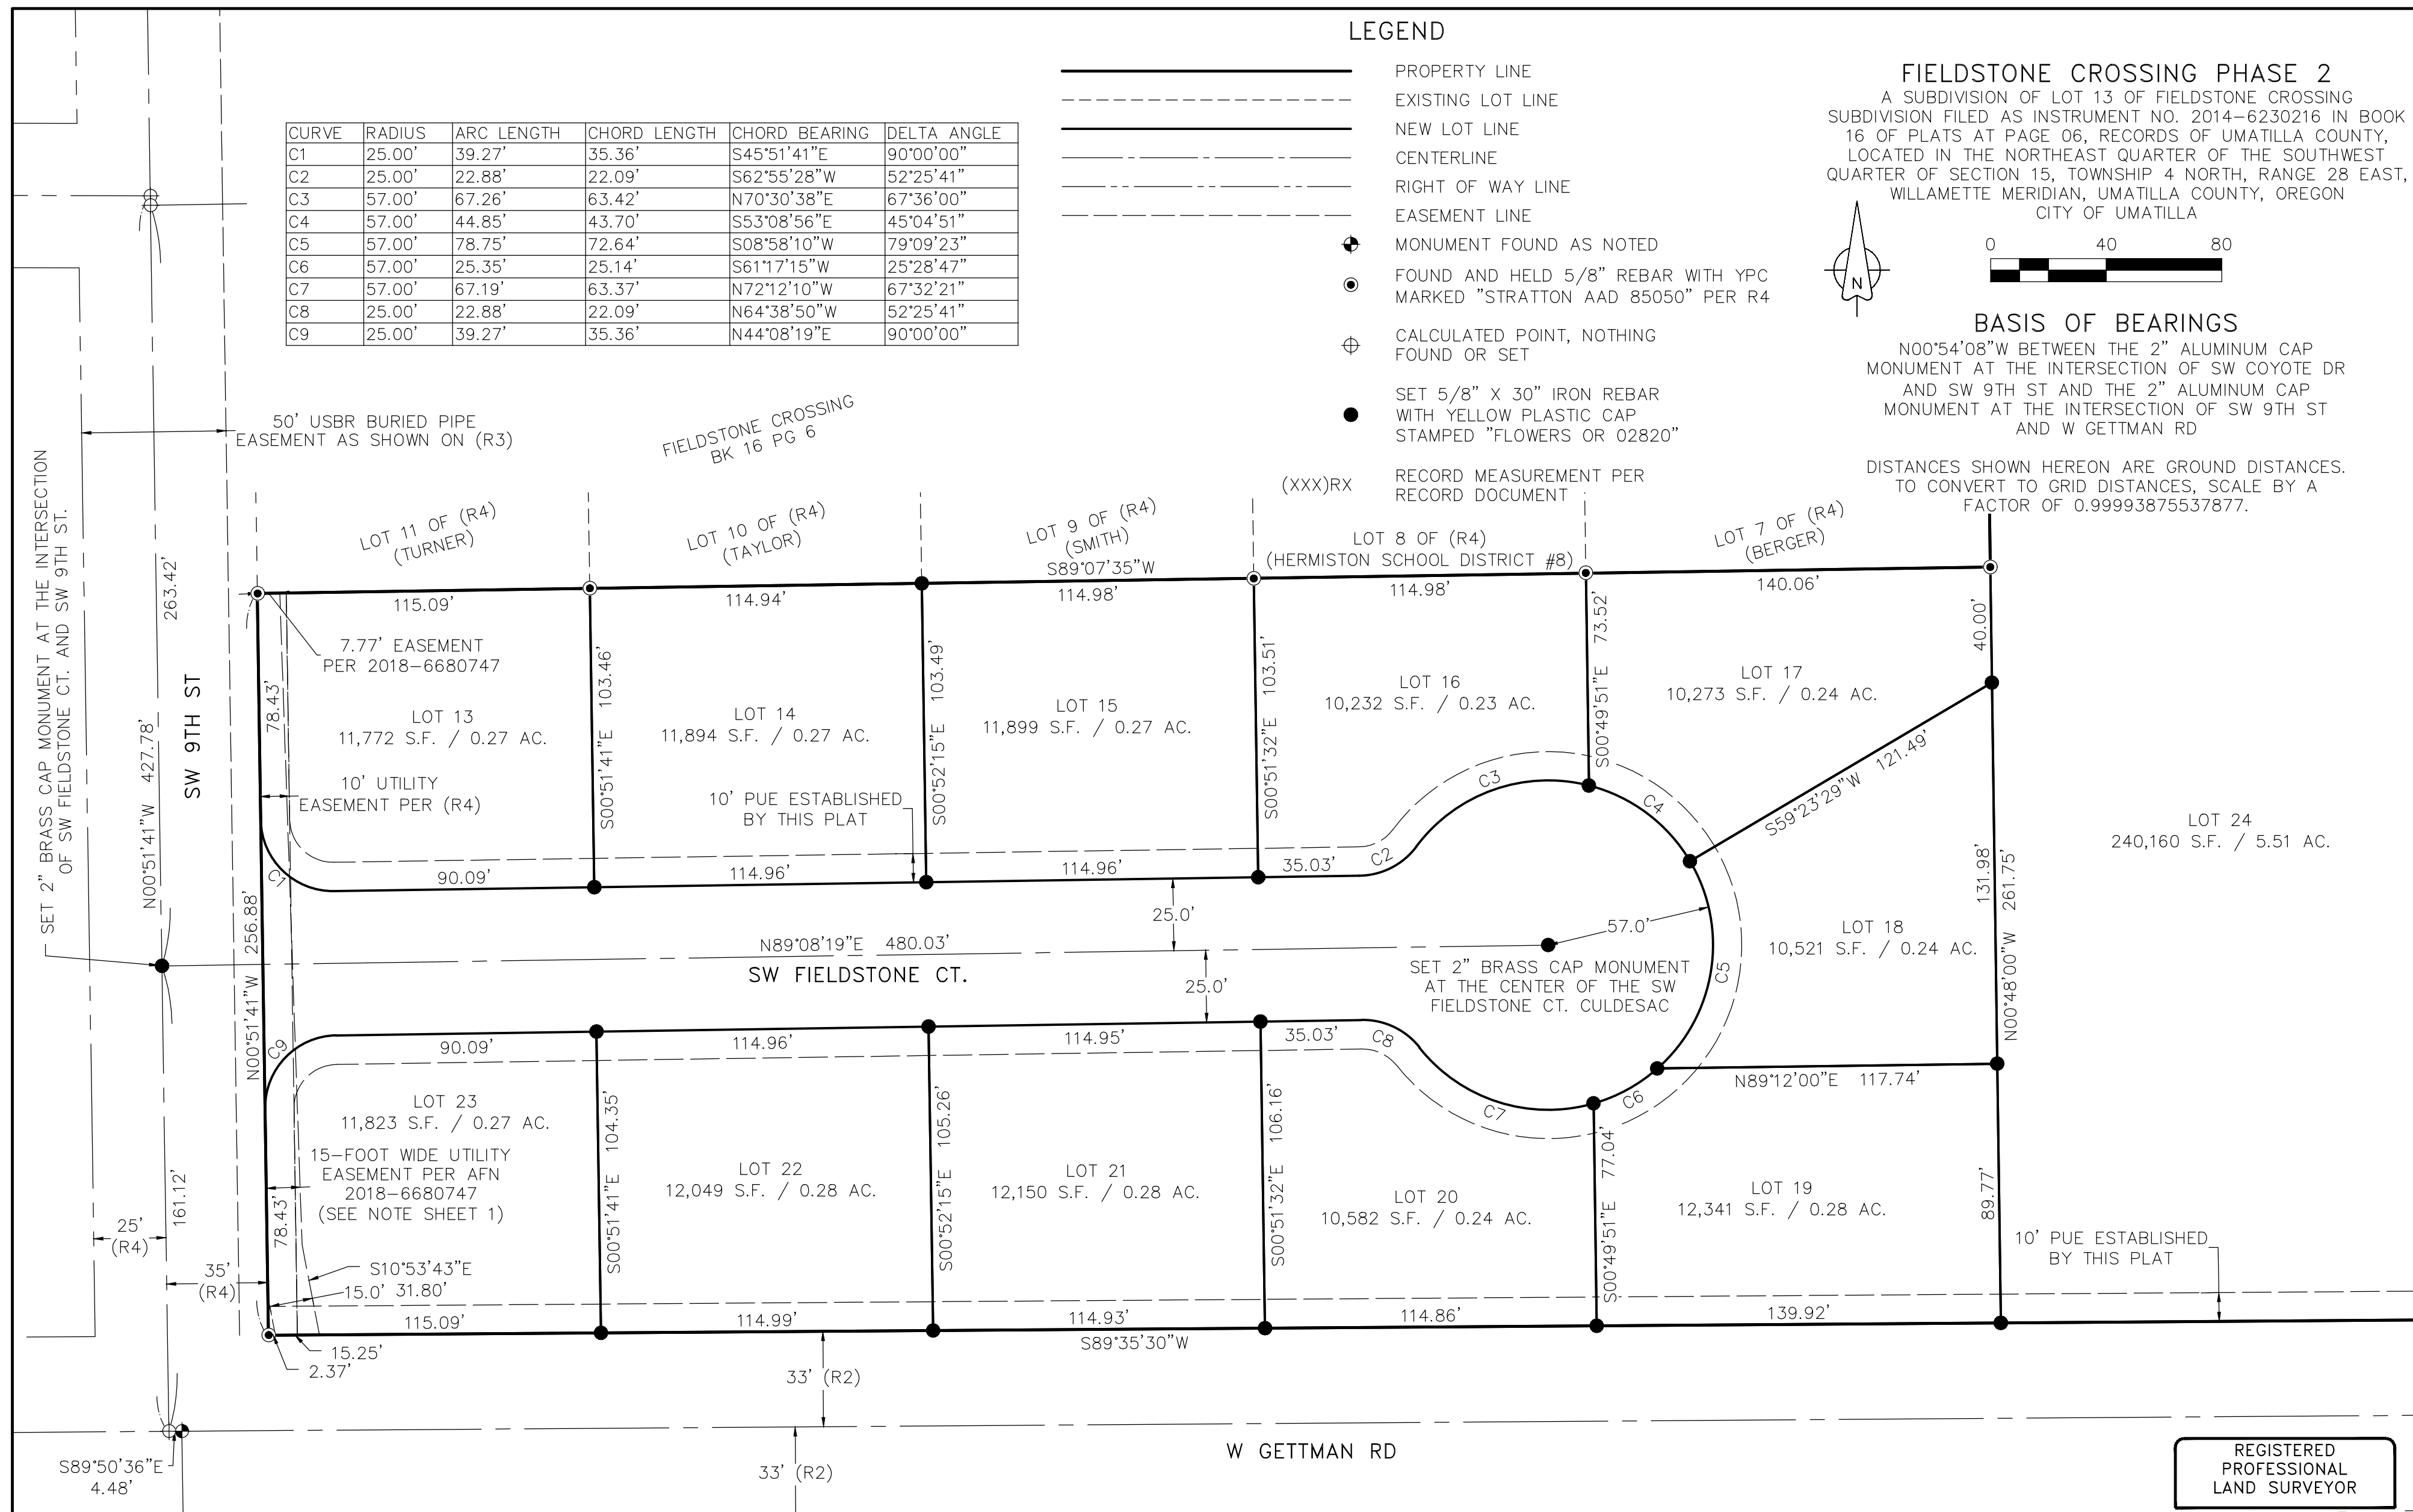 LEGEND
PROPERTY LINE
EXISTING LOT LINE
NEW LOT LINE
CENTERLINE
RIGHT OF WAY LINE
EASEMENT LINE
MONUMENT FOUND AS NOTED
FOUND AND HELD 5/8" REBAR WITH YPC
MARKED "STRATTON AAD 85050" PER R4
CALCULATED POINT, NOTHING
FOUND OR SET
SET 5/8" X 30" IRON REBAR
WITH YELLOW PLASTIC CAP
STAMPED "FLOWERS OR 02820"
(XXX)RX RECORD MEASUREMENT PER
RECORD DOCUMENT
FIELDSTONE CROSSING PHASE 2
A SUBDIVISION OF LOT 13 OF FIELDSTONE CROSSING
SUBDIVISION FILED AS INSTRUMENT NO. 2014-6230216 IN BOOK
16 OF PLATS AT PAGE 06, RECORDS OF UMATILLA COUNTY,
LOCATED IN THE NORTHEAST QUARTER OF THE SOUTHWEST
QUARTER OF SECTION 15, TOWNSHIP 4 NORTH, RANGE 28 EAST,
WILLAMETTE MERIDIAN, UMATILLA COUNTY, OREGON
CITY OF UMATILLA
N
0 40 80
BASIS OF BEARINGS
N00°54'08"W BETWEEN THE 2" ALUMINUM CAP
MONUMENT AT THE INTERSECTION OF SW COYOTE DR
AND SW 9TH ST AND THE 2" ALUMINUM CAP
MONUMENT AT THE INTERSECTION OF SW 9TH ST
AND W GETTMAN RD
DISTANCES SHOWN HEREON ARE GROUND DISTANCES.
TO CONVERT TO GRID DISTANCES, SCALE BY A
FACTOR OF 0.99993875537877.
CURVE RADIUS ARC LENGTH CHORD LENGTH CHORD BEARING DELTA ANGLE
C1 25.00' 39.27' 35.36' S45°51'41"E 90°00'00"
C2 25.00' 22.88' 22.09' S62°55'28"W 52°25'41"
C3 57.00' 67.26' 63.42' N70°30'38"E 67°36'00"
C4 57.00' 44.85' 43.70' S53°08'56"E 45°04'51"
C5 57.00' 78.75' 72.64' S08°58'10"W 79°09'23"
C6 57.00' 25.35' 25.14' S61°17'15"W 25°28'47"
C7 57.00' 67.19' 63.37' N72°12'10"W 67°32'21"
C8 25.00' 22.88' 22.09' N64°38'50"W 52°25'41"
C9 25.00' 39.27' 35.36' N44°08'19"E 90°00'00"
50' USBR BURIED PIPE
EASEMENT AS SHOWN ON (R3)
FIELDSTONE CROSSING
BK 16 PG 6
SET 2" BRASS CAP MONUMENT AT THE INTERSECTION
OF SW FIELDSTONE CT. AND SW 9TH ST.
263.42'
N00°51'41"W 427.78'
161.12'
SW 9TH ST
LOT 11 OF (R4)
(TURNER)
LOT 10 OF (R4)
(TAYLOR)
LOT 9 OF (R4)
(SMITH)
S89°07'35"W
LOT 8 OF (R4)
(HERMISTON SCHOOL DISTRICT #8)
LOT 7 OF (R4)
(BERGER)
115.09'
114.94'
114.98'
114.98'
140.06'
7.77' EASEMENT
PER 2018-6680747
78.43'
LOT 13
11,772 S.F. / 0.27 AC.
10' UTILITY
EASEMENT PER (R4)
S00°51'41"E 103.46'
LOT 14
11,894 S.F. / 0.27 AC.
10' PUE ESTABLISHED
BY THIS PLAT
S00°52'15"E 103.49'
LOT 15
11,899 S.F. / 0.27 AC.
S00°51'32"E 103.51'
LOT 16
10,232 S.F. / 0.23 AC.
S00°49'51"E 73.52'
LOT 17
10,273 S.F. / 0.24 AC.
40.00'
S59°23'29"W 121.49'
LOT 24
240,160 S.F. / 5.51 AC.
C1
90.09'
114.96'
114.96'
35.03'
C2
C3
C4
C5
25.0'
57.0'
LOT 18
10,521 S.F. / 0.24 AC.
131.98'
N00°48'00"W 261.75'
N00°51'41"W 256.88'
N89°08'19"E 480.03'
SW FIELDSTONE CT.
25.0'
SET 2" BRASS CAP MONUMENT
AT THE CENTER OF THE SW
FIELDSTONE CT. CULDESAC
C9
90.09'
114.96'
114.95'
35.03'
C8
C7
C6
N89°12'00"E 117.74'
LOT 23
11,823 S.F. / 0.27 AC.
15-FOOT WIDE UTILITY
EASEMENT PER AFN
2018-6680747
(SEE NOTE SHEET 1)
78.43'
S00°51'41"E 104.35'
LOT 22
12,049 S.F. / 0.28 AC.
S00°52'15"E 105.26'
LOT 21
12,150 S.F. / 0.28 AC.
S00°51'32"E 106.16'
LOT 20
10,582 S.F. / 0.24 AC.
S00°49'51"E 77.04'
LOT 19
12,341 S.F. / 0.28 AC.
89.77'
10' PUE ESTABLISHED
BY THIS PLAT
25'
(R4)
35'
(R4)
S10°53'43"E
15.0' 31.80'
115.09'
114.99'
114.93'
S89°35'30"W
114.86'
139.92'
15.25'
2.37'
33' (R2)
33' (R2)
W GETTMAN RD
S89°50'36"E
4.48'
REGISTERED
PROFESSIONAL
LAND SURVEYOR